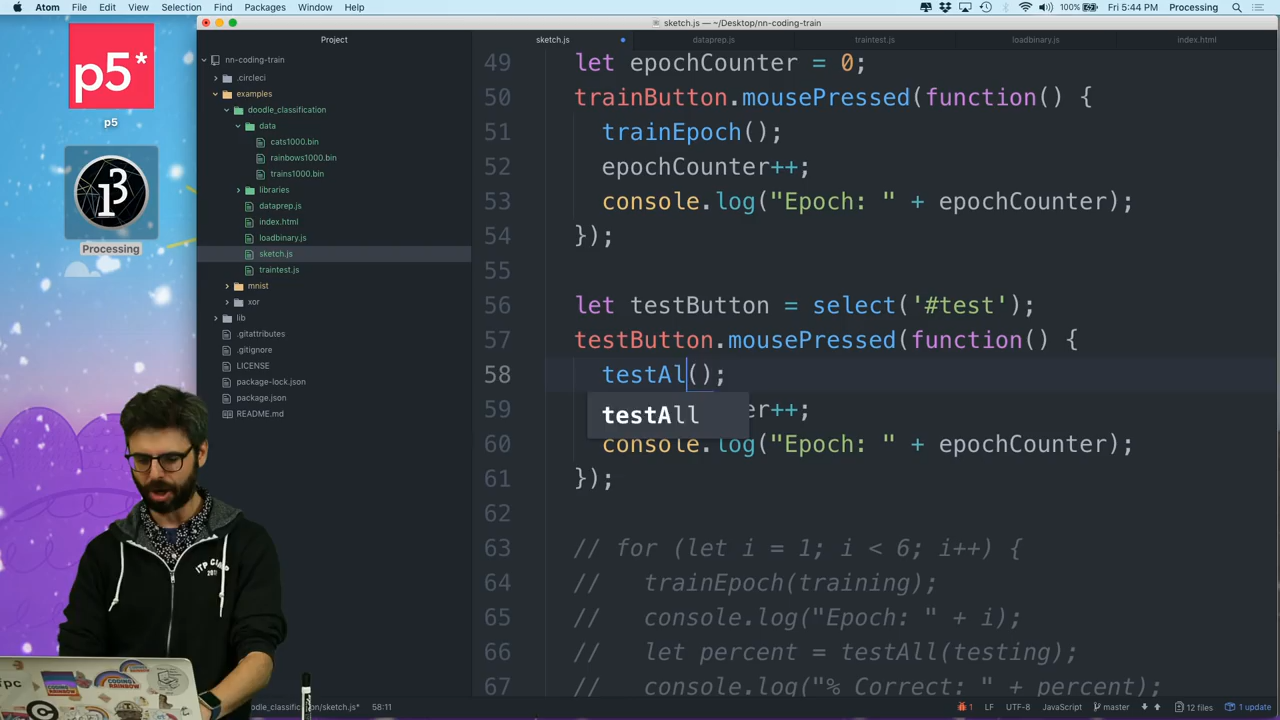 Atom File Edit View Selection Find Packages Window Help
100% Fri 5:44 PM Processing
sketch.js — ~/Desktop/nn-coding-train
Project
sketch.js dataprep.js traintest.js loadbinary.js index.html
nn-coding-train
.circleci
examples
doodle_classification
data
cats1000.bin
rainbows1000.bin
trains1000.bin
libraries
dataprep.js
index.html
loadbinary.js
sketch.js
traintest.js
mnist
xor
lib
.gitattributes
.gitignore
LICENSE
package-lock.json
package.json
README.md
p5*
p5
Processing
49 let epochCounter = 0;
50 trainButton.mousePressed(function() {
51 trainEpoch();
52 epochCounter++;
53 console.log("Epoch: " + epochCounter);
54 });
55
56 let testButton = select('#test');
57 testButton.mousePressed(function() {
58 testAl();
59 er++;
testAll
60 console.log("Epoch: " + epochCounter);
61 });
62
63 // for (let i = 1; i < 6; i++) {
64 // trainEpoch(training);
65 // console.log("Epoch: " + i);
66 // let percent = testAll(testing);
67 // console.log("% Correct: " + percent);
doodle_classification/sketch.js* 58:11
1 LF UTF-8 JavaScript master 12 files 1 update